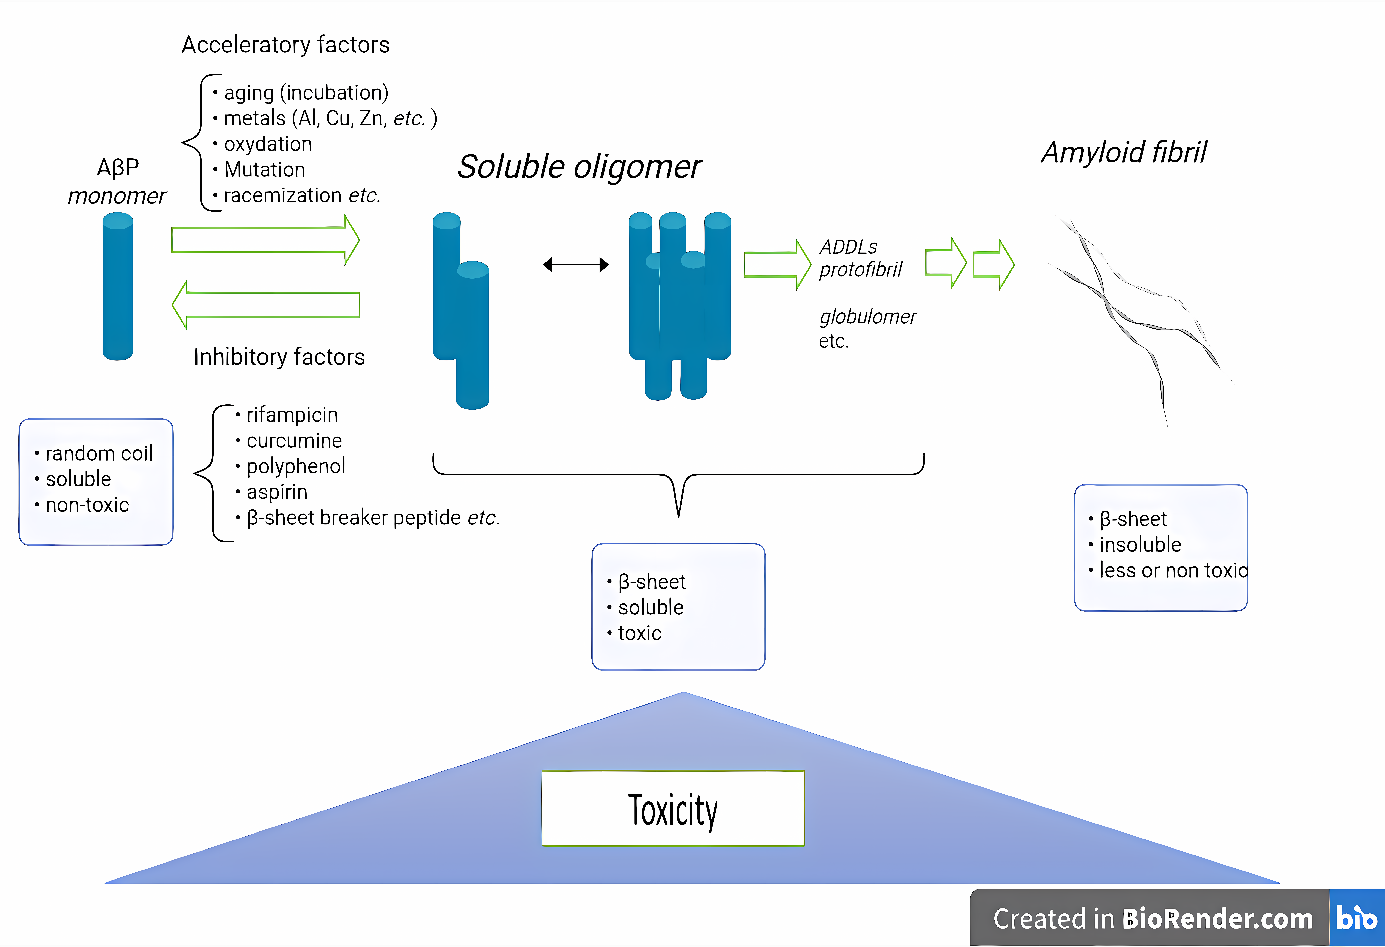 Acceleratory factors
• aging (incubation)
• metals (Al, Cu, Zn, etc. )
• oxydation
• Mutation
• racemization etc.
AβP
monomer
Soluble oligomer
Amyloid fibril
ADDLs
protofibril
globulomer
etc.
Inhibitory factors
• rifampicin
• curcumine
• polyphenol
• aspirin
• β-sheet breaker peptide etc.
• random coil
• soluble
• non-toxic
• β-sheet
• soluble
• toxic
• β-sheet
• insoluble
• less or non toxic
Toxicity
Created in BioRender.com bio